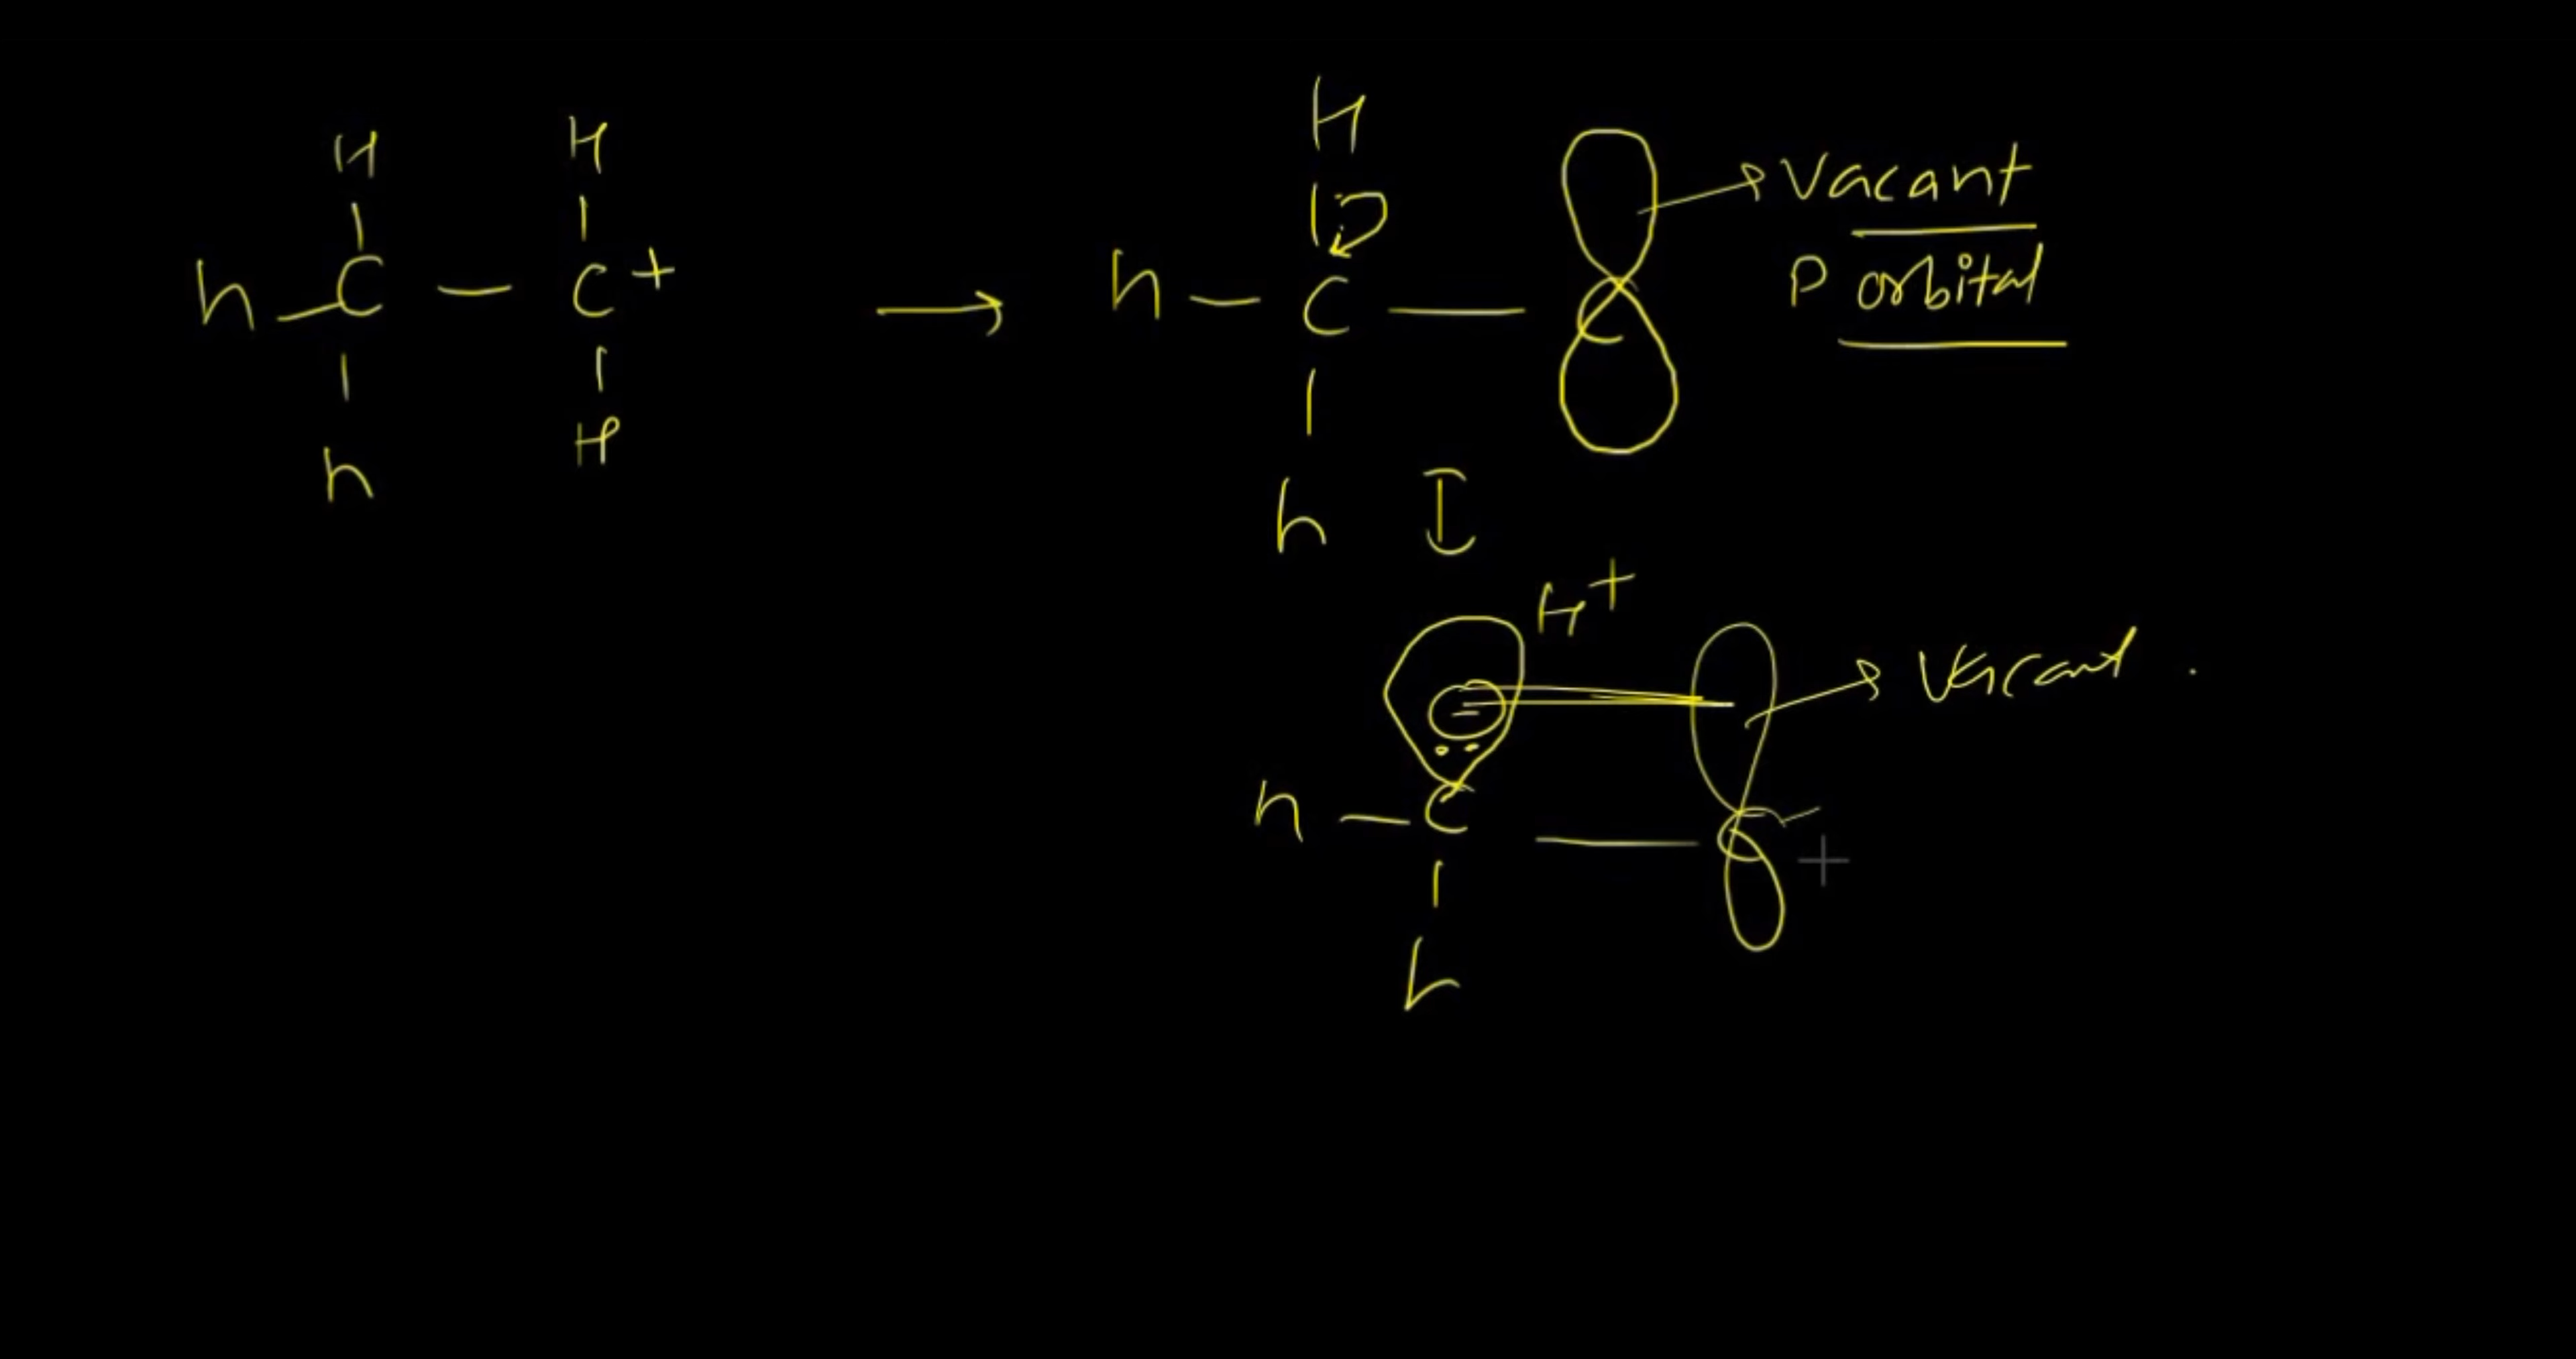 H H
h - C - C+
h H
H
h - C - C
h
Vacant
P orbital
H+
Vacant.
h - C - C
h